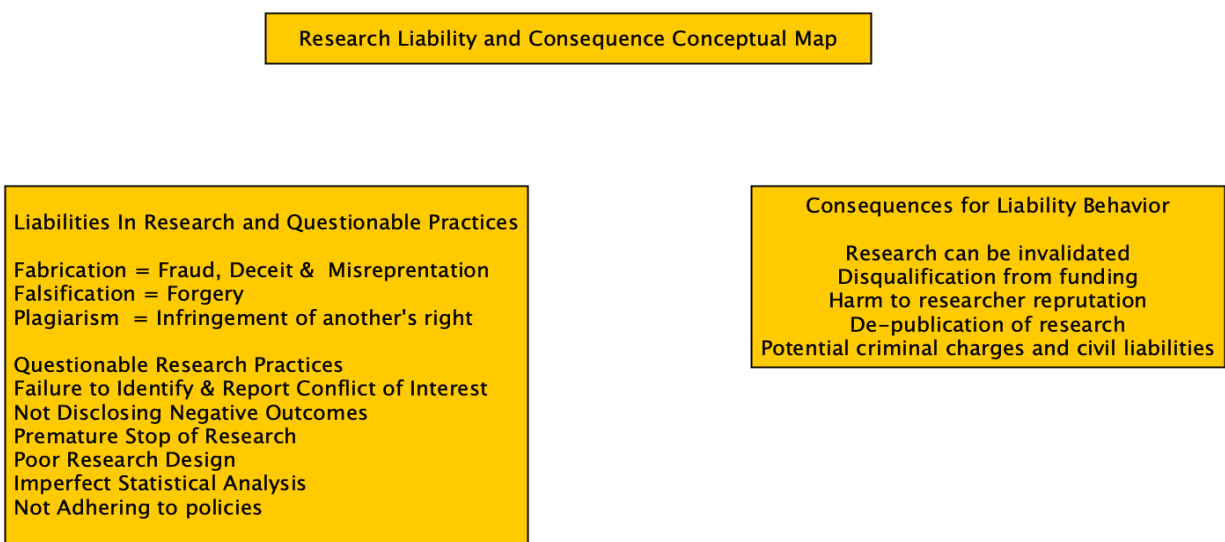 Research Liability and Consequence Conceptual Map
Liabilities In Research and Questionable Practices
Fabrication = Fraud, Deceit &  Misreprentation
Falsification = Forgery
Plagiarism  = Infringement of another's right
Questionable Research Practices
Failure to Identify & Report Conflict of Interest
Not Disclosing Negative Outcomes
Premature Stop of Research
Poor Research Design
Imperfect Statistical Analysis
Not Adhering to policies
Consequences for Liability Behavior
Research can be invalidated
Disqualification from funding
Harm to researcher reprutation
De-publication of research
Potential criminal charges and civil liabilities